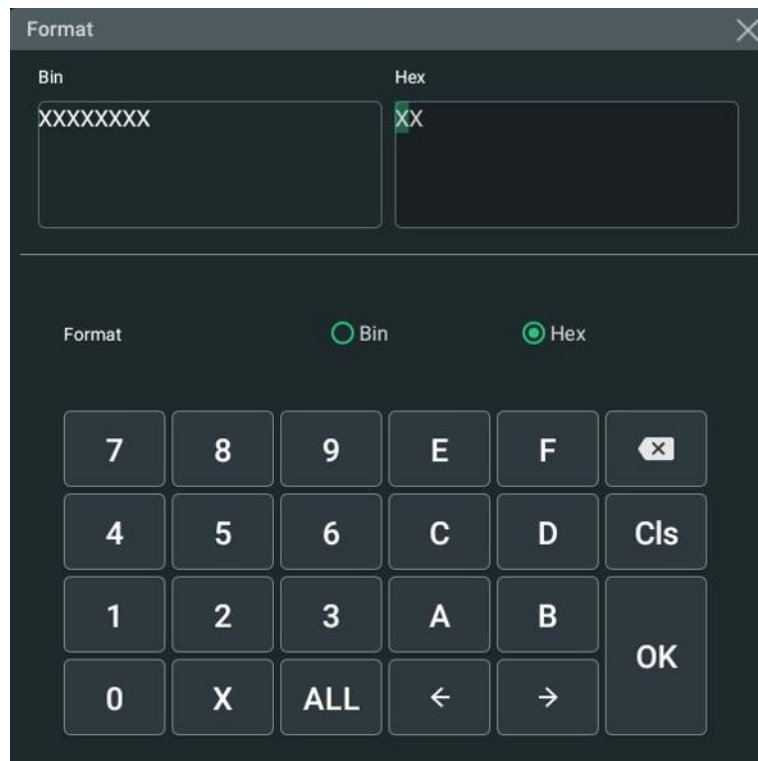 Format
Bin Hex
XXXXXXXX XX
Format Bin Hex
7 8 9 E F
4 5 6 C D Cls
1 2 3 A B
OK
0 X ALL ← →